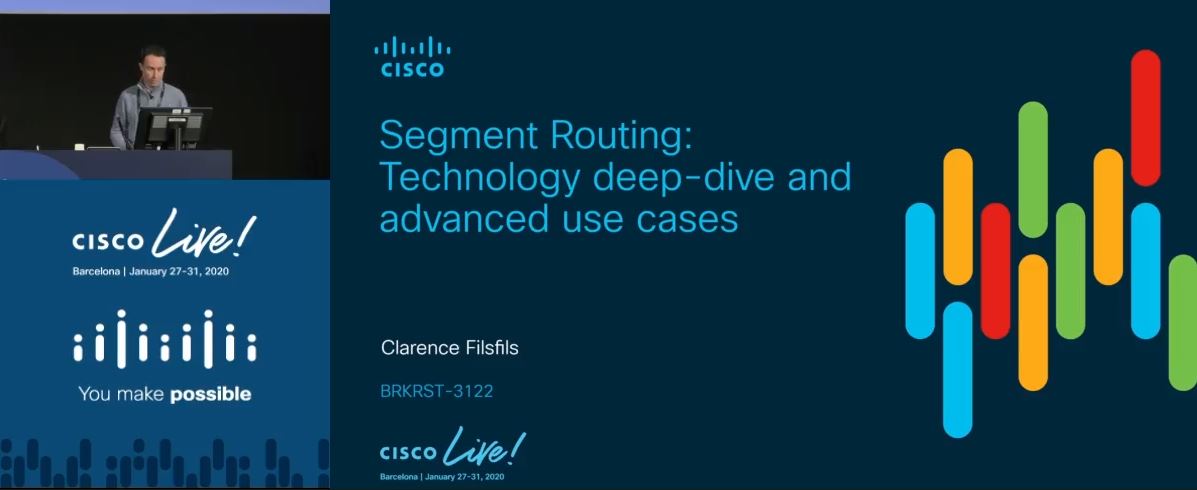 CISCO Live!
Barcelona | January 27-31, 2020
You make possible
CISCO
Segment Routing:
Technology deep-dive and
advanced use cases
Clarence Filsfils
BRKRST-3122
CISCO Live!
Barcelona | January 27-31, 2020